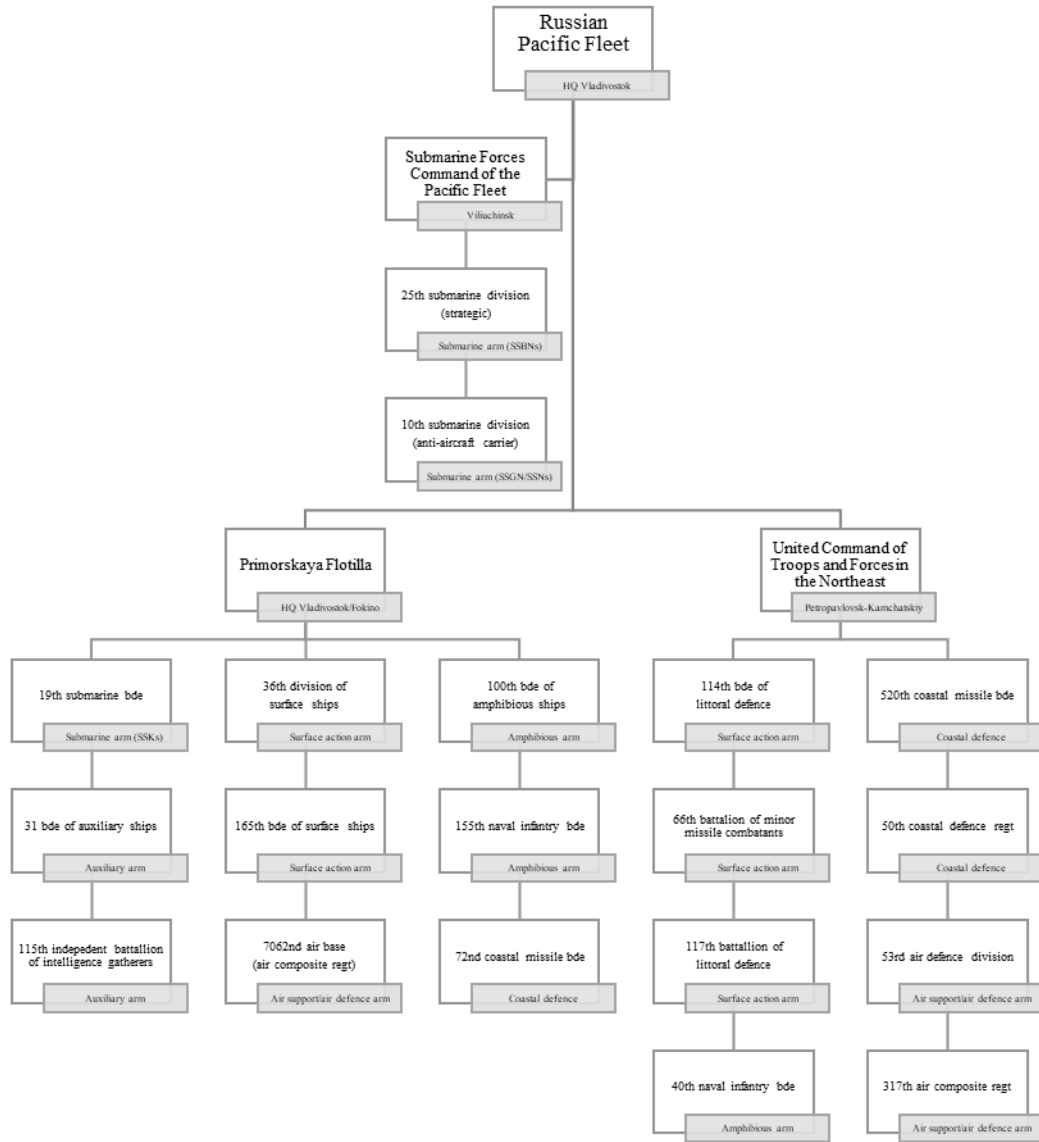 Russian
Pacific Fleet
HQ Vladivostok
Submarine Forces
Command of the
Pacific Fleet
Viliuchinsk
25th submarine division
(strategic)
Submarine arm (SSBNs)
10th submarine division
(anti-aircraft carrier)
Submarine arm (SSGN/SSNs)
Primorskaya Flotilla
HQ Vladivostok/Fokino
United Command of
Troops and Forces in
the Northeast
Petropavlovsk-Kamchatskiy
19th submarine bde
Submarine arm (SSKs)
36th division of
surface ships
Surface action arm
100th bde of
amphibious ships
Amphibious arm
114th bde of
littoral defence
Surface action arm
520th coastal missile bde
Coastal defence
31 bde of auxiliary ships
Auxiliary arm
165th bde of surface ships
Surface action arm
155th naval infantry bde
Amphibious arm
66th battalion of minor
missile combatants
Surface action arm
50th coastal defence regt
Coastal defence
115th indepedent battallion
of intelligence gatherers
Auxiliary arm
7062nd air base
(air composite regt)
Air support/air defence arm
72nd coastal missile bde
Coastal defence
117th battallion of
littoral defence
Surface action arm
53rd air defence division
Air support/air defence arm
40th naval infantry bde
Amphibious arm
317th air composite regt
Air support/air defence arm